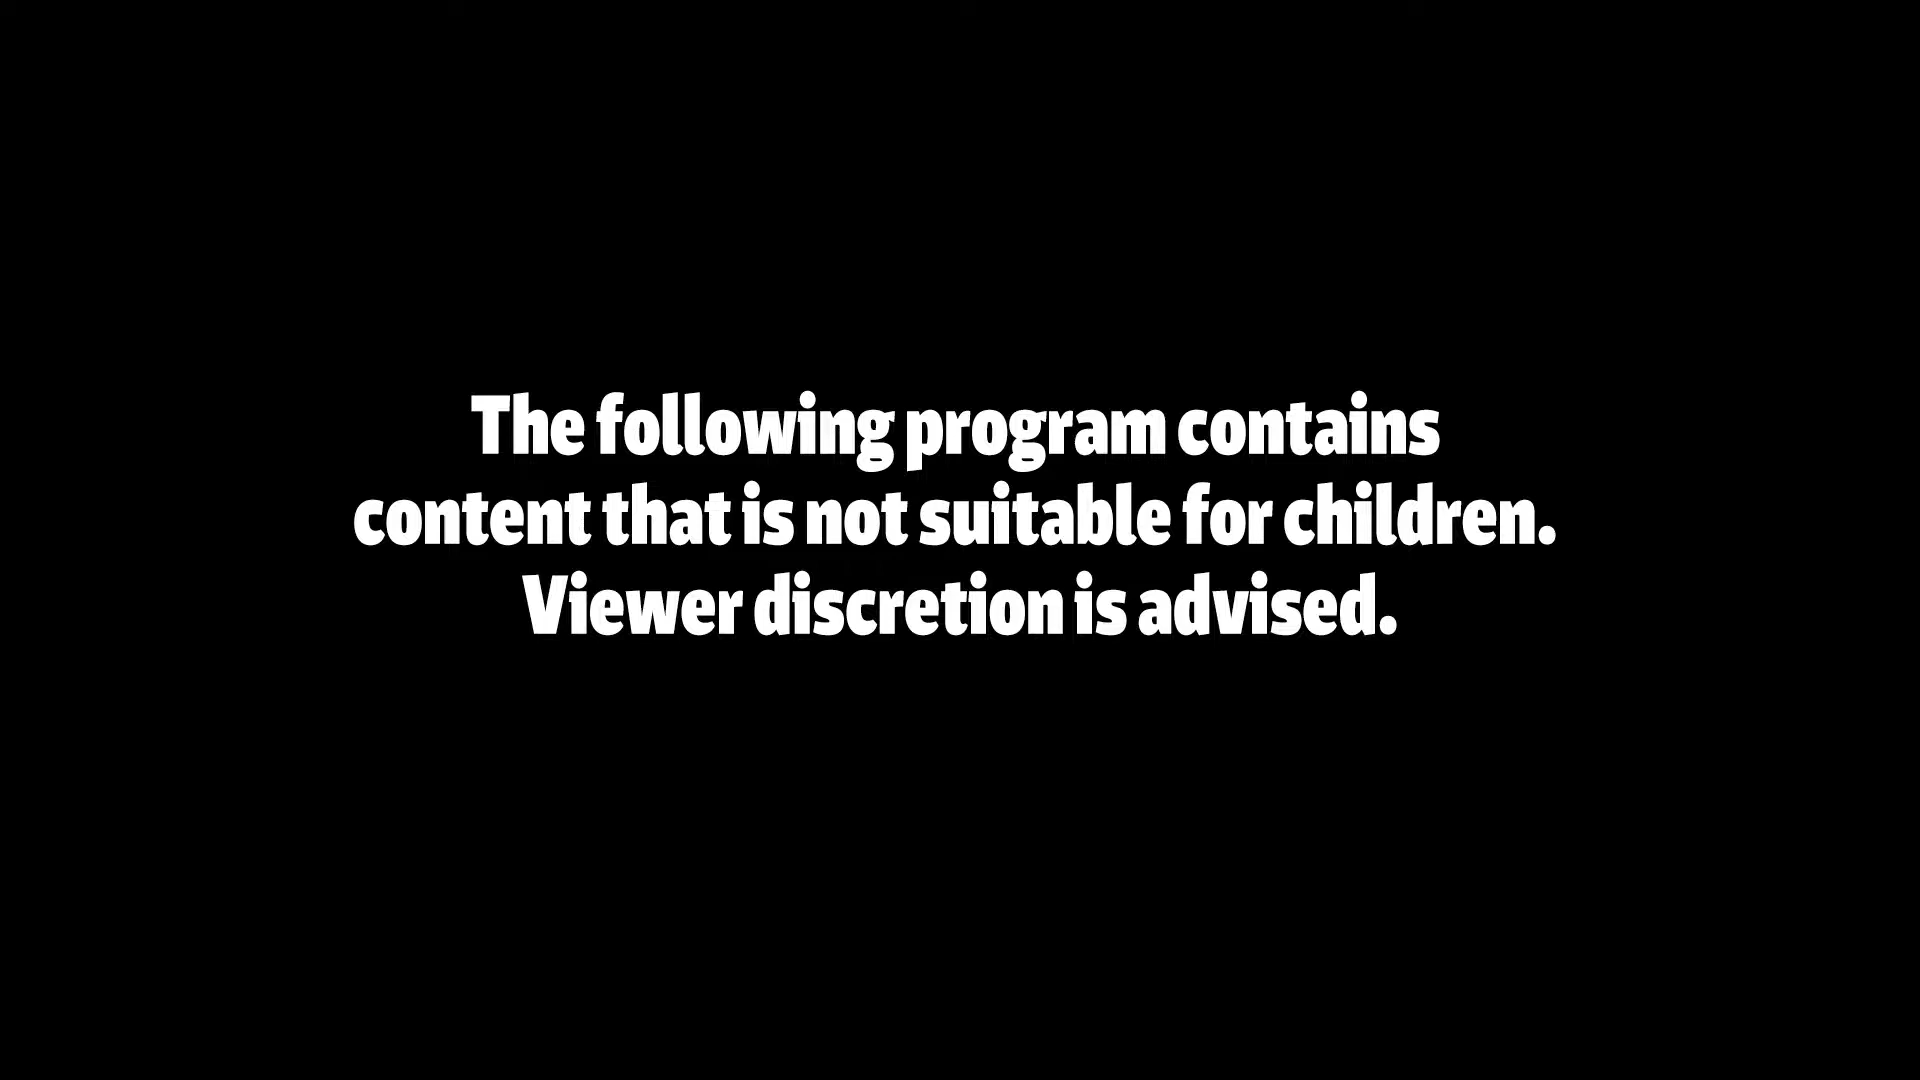 The following program contains
content that is not suitable for children.
Viewer discretion is advised.